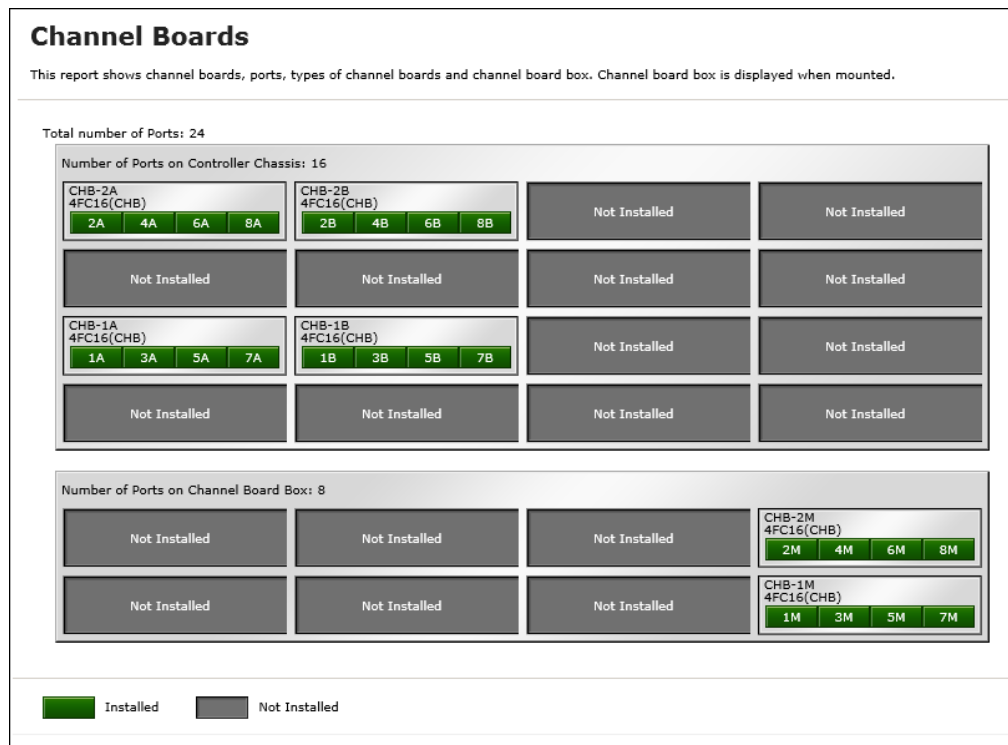 Channel Boards
This report shows channel boards, ports, types of channel boards and channel board box. Channel board box is displayed when mounted.
Total number of Ports: 24
Number of Ports on Controller Chassis: 16
CHB-2A
4FC16(CHB)
2A 4A 6A 8A
CHB-2B
4FC16(CHB)
2B 4B 6B 8B
Not Installed
Not Installed
Not Installed
Not Installed
Not Installed
Not Installed
CHB-1A
4FC16(CHB)
1A 3A 5A 7A
CHB-1B
4FC16(CHB)
1B 3B 5B 7B
Not Installed
Not Installed
Not Installed
Not Installed
Not Installed
Not Installed
Number of Ports on Channel Board Box: 8
Not Installed
Not Installed
Not Installed
CHB-2M
4FC16(CHB)
2M 4M 6M 8M
Not Installed
Not Installed
Not Installed
CHB-1M
4FC16(CHB)
1M 3M 5M 7M
Installed
Not Installed